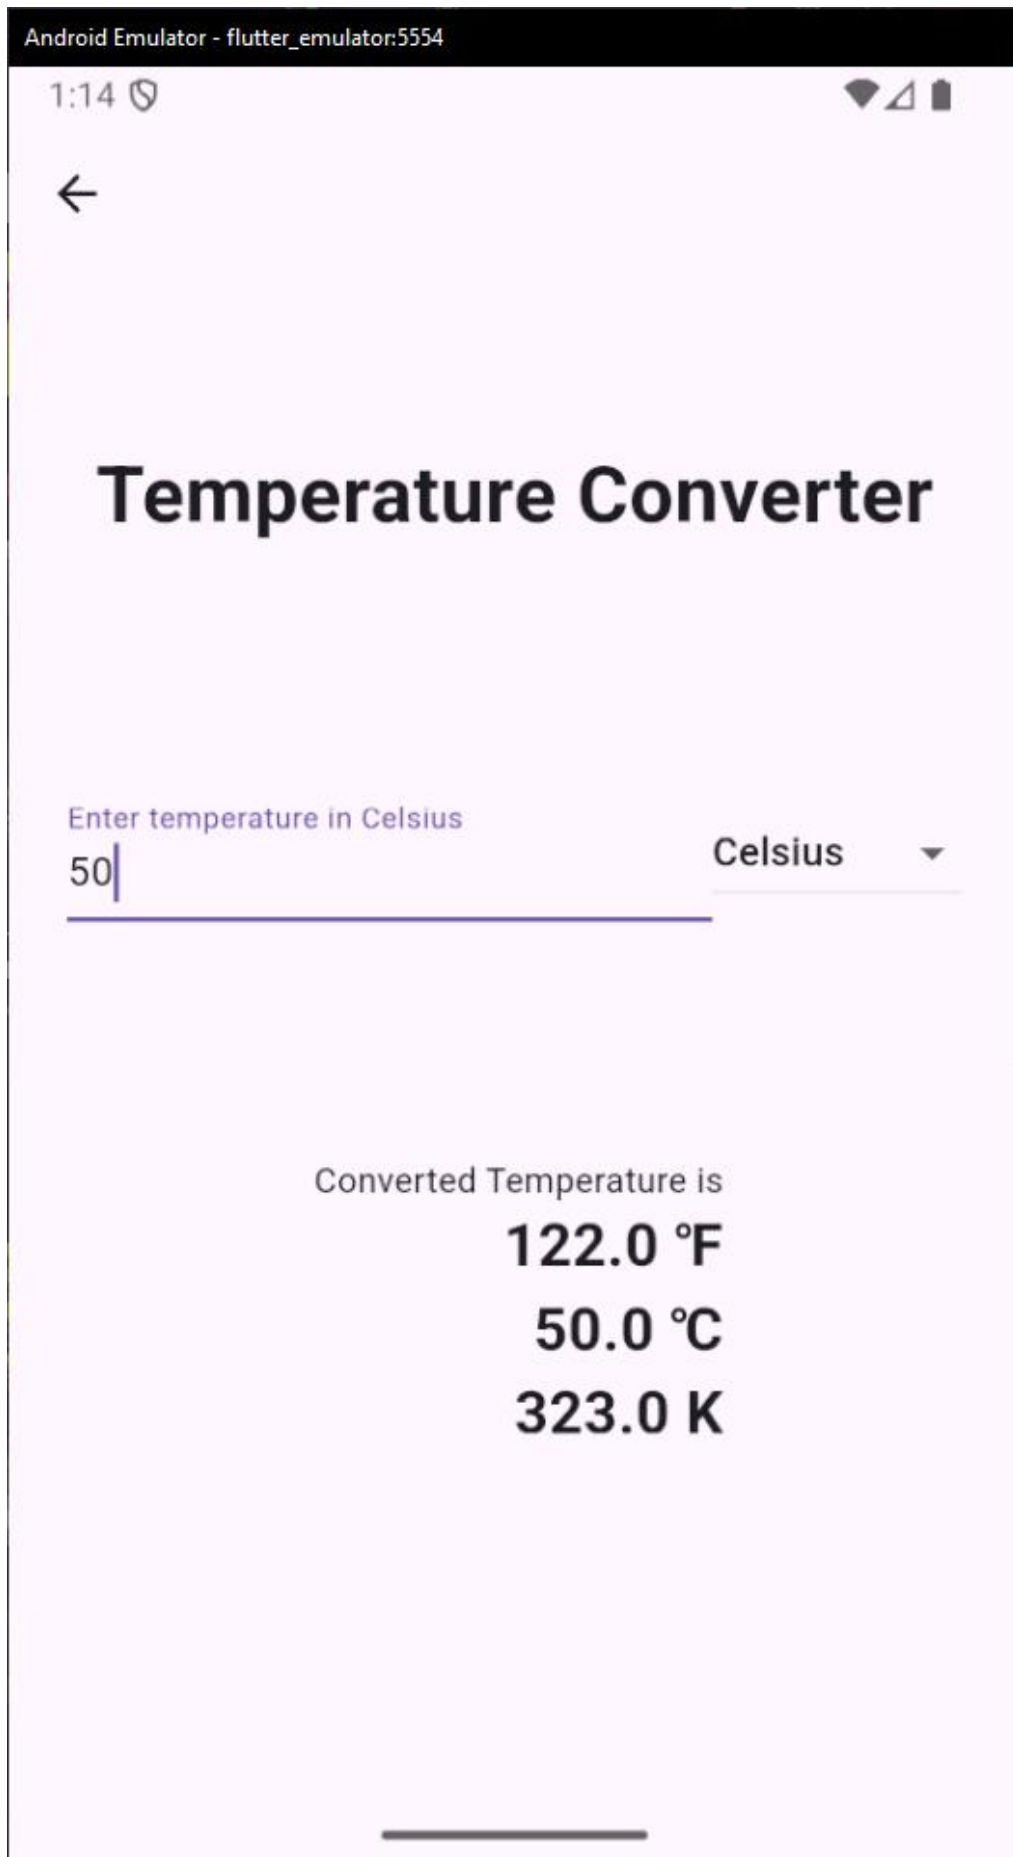 Android Emulator - flutter_emulator:5554
1:14
Temperature Converter
Enter temperature in Celsius
50
Celsius
Converted Temperature is
122.0 °F
50.0 °C
323.0 K